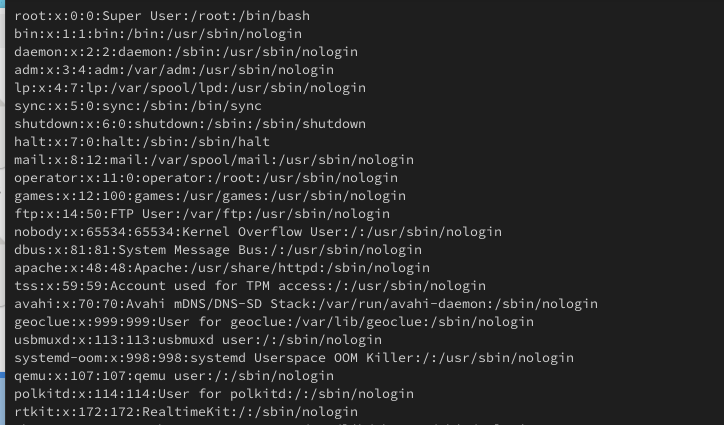 root:x:0:0:Super User:/root:/bin/bash
bin:x:1:1:bin:/bin:/usr/sbin/nologin
daemon:x:2:2:daemon:/sbin:/usr/sbin/nologin
adm:x:3:4:adm:/var/adm:/usr/sbin/nologin
lp:x:4:7:lp:/var/spool/lpd:/usr/sbin/nologin
sync:x:5:0:sync:/sbin:/bin/sync
shutdown:x:6:0:shutdown:/sbin:/sbin/shutdown
halt:x:7:0:halt:/sbin:/sbin/halt
mail:x:8:12:mail:/var/spool/mail:/usr/sbin/nologin
operator:x:11:0:operator:/root:/usr/sbin/nologin
games:x:12:100:games:/usr/games:/usr/sbin/nologin
ftp:x:14:50:FTP User:/var/ftp:/usr/sbin/nologin
nobody:x:65534:65534:Kernel Overflow User:/:/usr/sbin/nologin
dbus:x:81:81:System Message Bus:/:/usr/sbin/nologin
apache:x:48:48:Apache:/usr/share/httpd:/sbin/nologin
tss:x:59:59:Account used for TPM access:/:/usr/sbin/nologin
avahi:x:70:70:Avahi mDNS/DNS-SD Stack:/var/run/avahi-daemon:/sbin/nologin
geoclue:x:999:999:User for geoclue:/var/lib/geoclue:/sbin/nologin
usbmuxd:x:113:113:usbmuxd user:/:/sbin/nologin
systemd-oom:x:998:998:systemd Userspace OOM Killer:/:/usr/sbin/nologin
qemu:x:107:107:qemu user:/:/sbin/nologin
polkitd:x:114:114:User for polkitd:/:/sbin/nologin
rtkit:x:172:172:RealtimeKit:/:/sbin/nologin